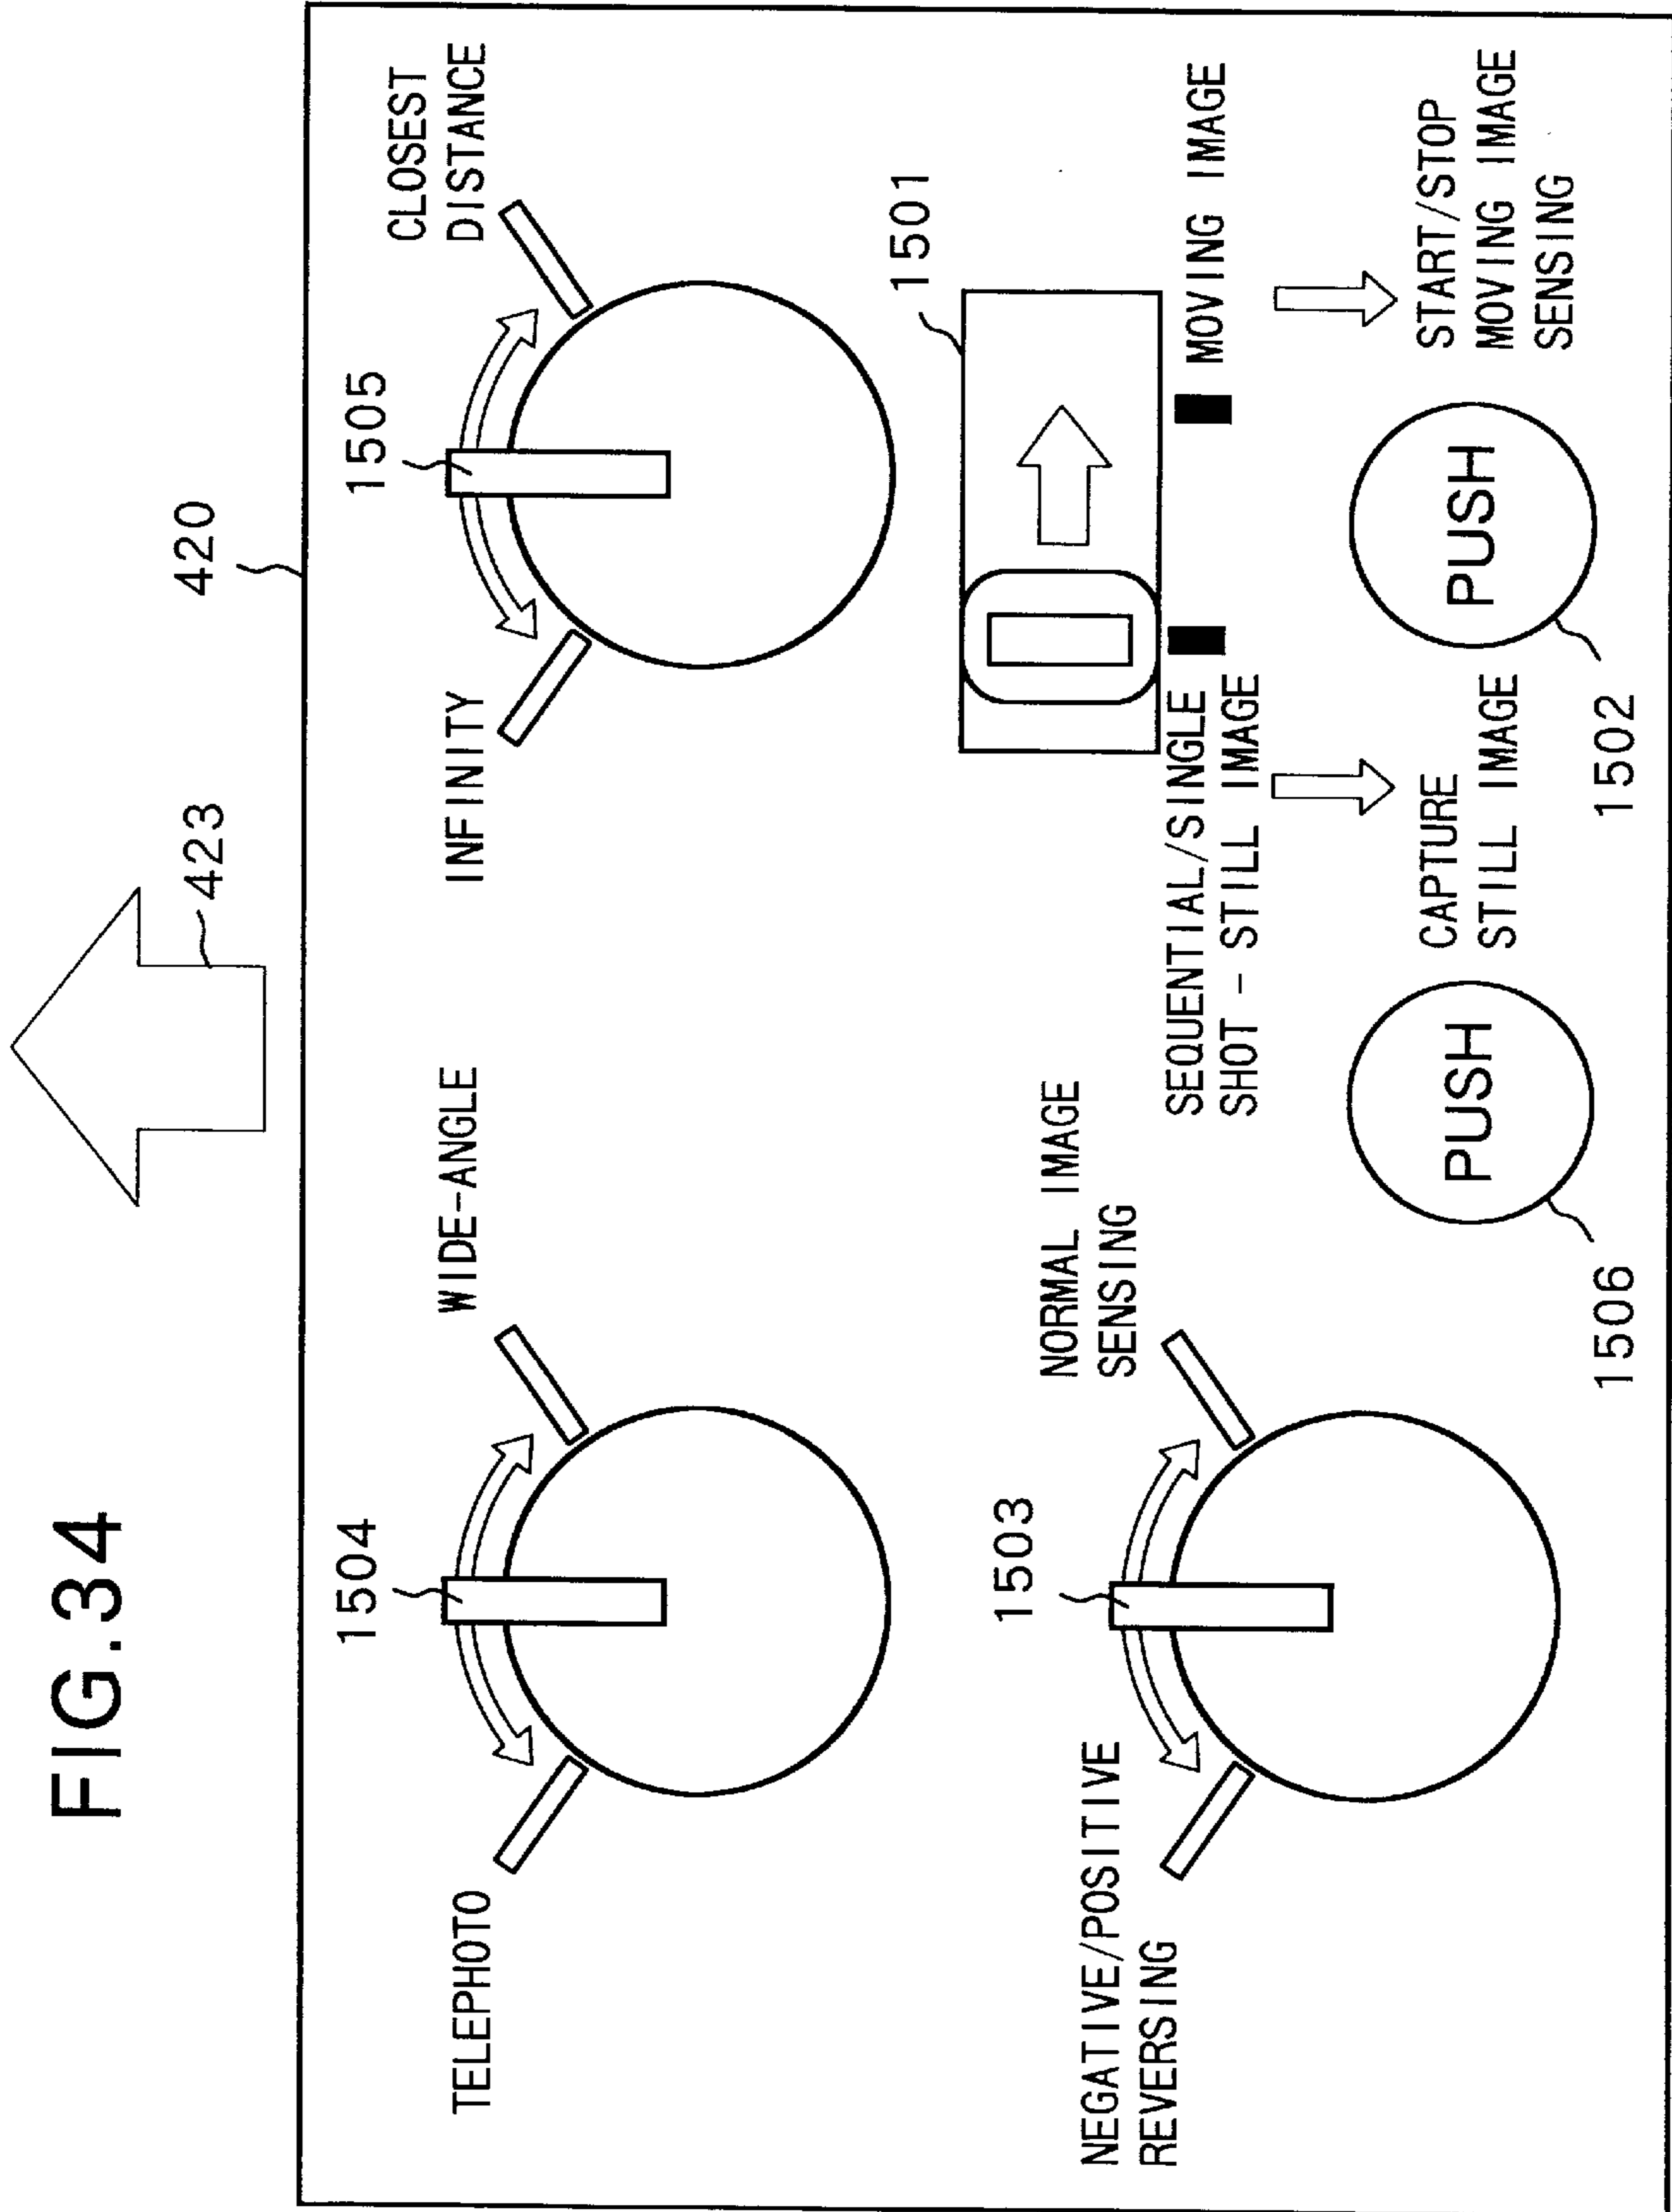 FIG.34
423
420
1504
TELEPHOTO
WIDE-ANGLE
1505
INFINITY
CLOSEST
DISTANCE
1503
NEGATIVE/POSITIVE
REVERSING
NORMAL IMAGE
SENSING
1501
SEQUENTIAL/SINGLE
SHOT - STILL IMAGE
MOVING IMAGE
CAPTURE
STILL IMAGE
START/STOP
MOVING IMAGE
SENSING
PUSH
PUSH
1506
1502